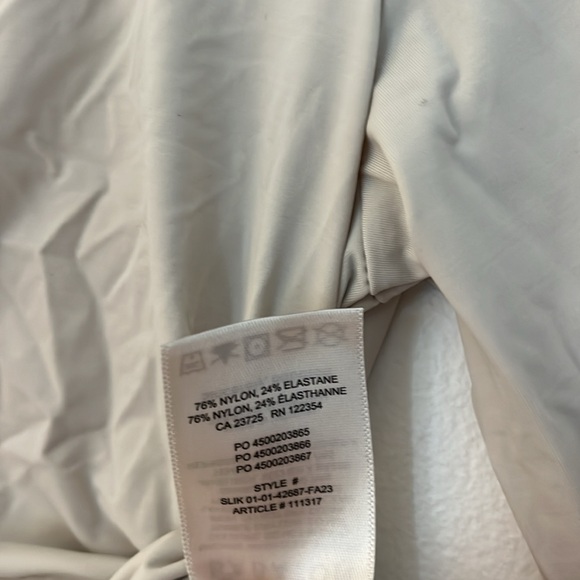 76% NYLON, 24% ELASTANE
76% NYLON, 24% ÉLASTHANNE
CA 23725 RN 122354
PO 4500203865
PO 4500203866
PO 4500203867
STYLE #
SLIK 01-01-42687-FA23
ARTICLE # 111317